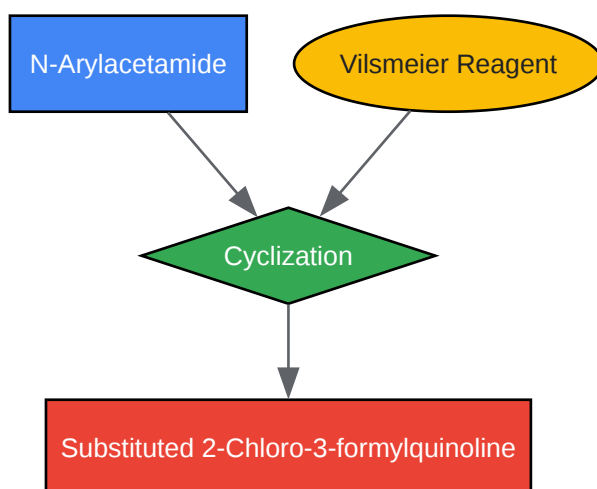 N-Arylacetamide
Vilsmeier Reagent
Cyclization
Substituted 2-Chloro-3-formylquinoline